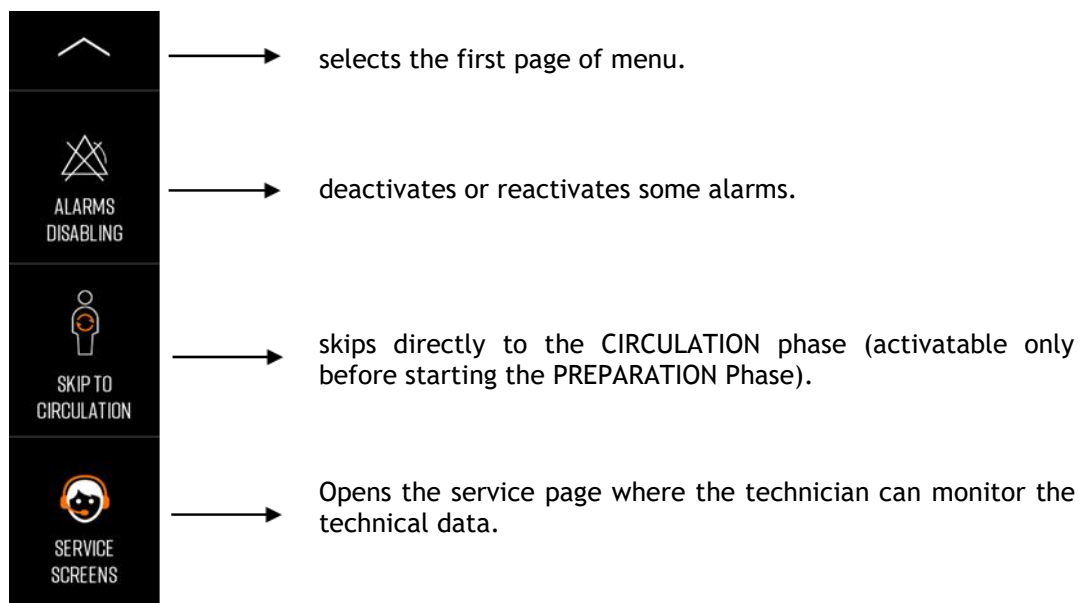 selects the first page of menu.
ALARMS
DISABLING
deactivates or reactivates some alarms.
SKIP TO
CIRCULATION
skips directly to the CIRCULATION phase (activatable only
before starting the PREPARATION Phase).
SERVICE
SCREENS
Opens the service page where the technician can monitor the
technical data.